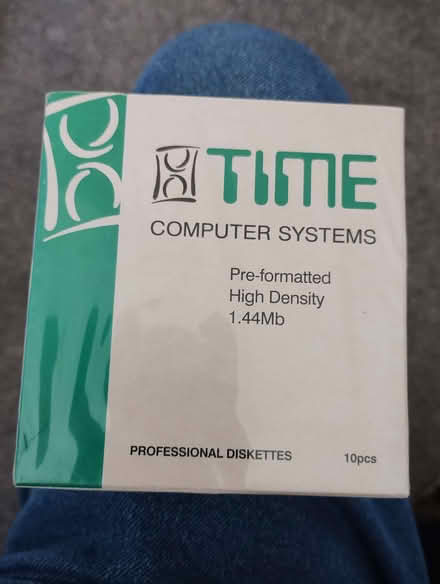 TIME
COMPUTER SYSTEMS
Pre-formatted
High Density
1.44Mb
PROFESSIONAL DISKETTES 10pcs